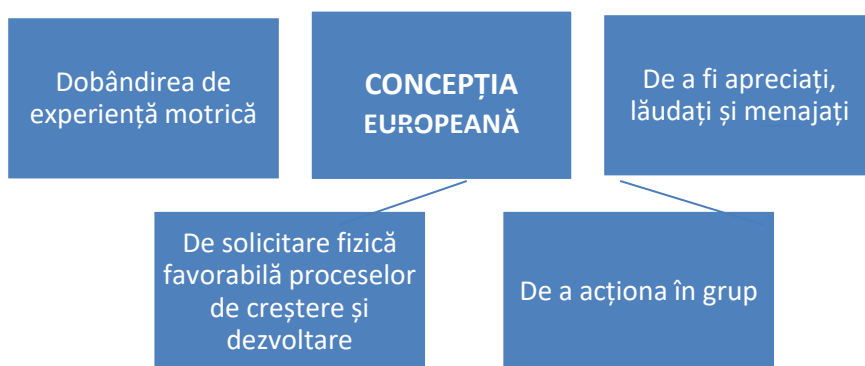 Dobândirea de
experiență motrică
CONCEPȚIA
EUROPEANĂ
De a fi apreciați,
lăudați și menajați
De solicitare fizică
favorabilă proceselor
de creștere și
dezvoltare
De a acționa în grup